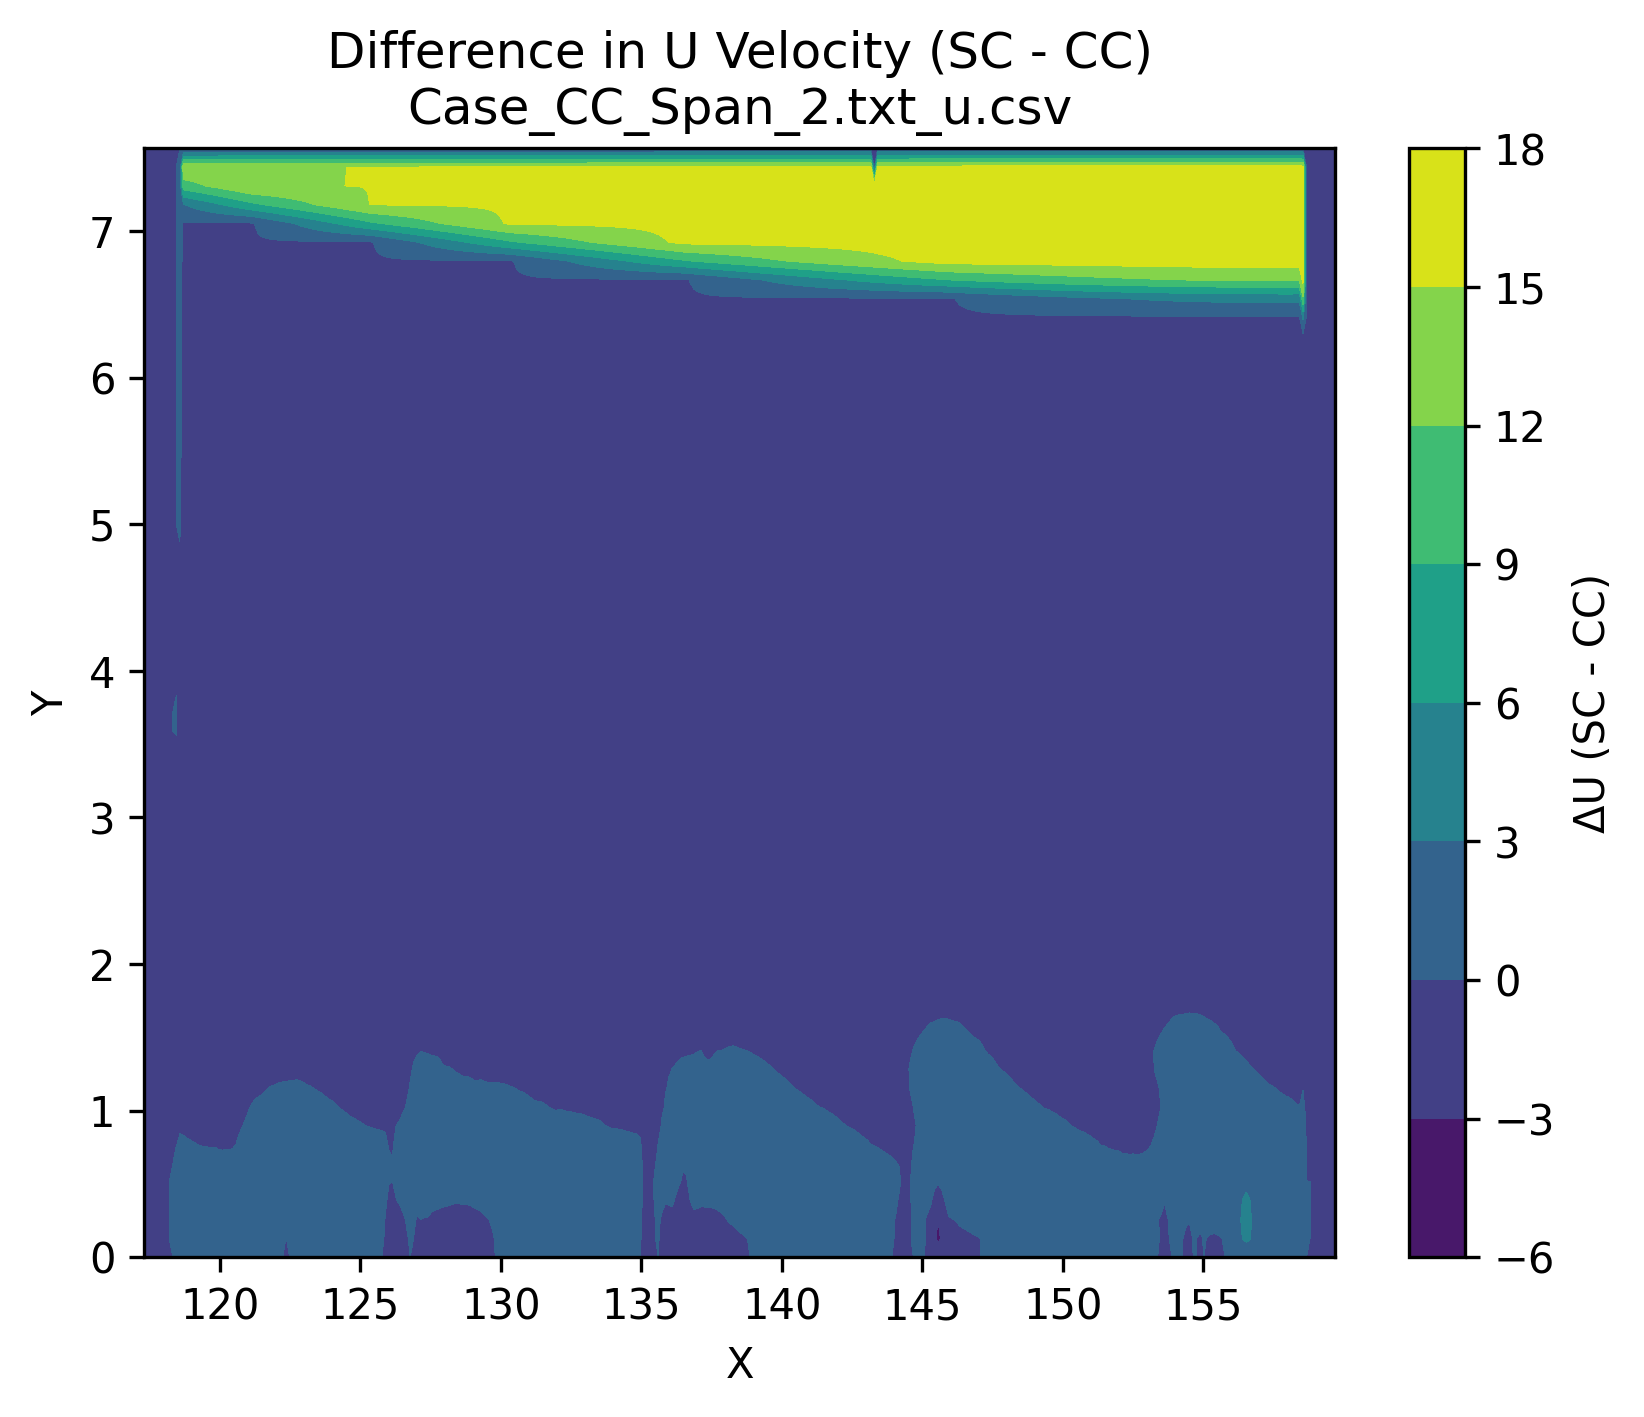 Difference in U Velocity (SC - CC)
Case_CC_Span_2.txt_u.csv
7
6
5
4
3
2
1
0
Y
120 125 130 135 140 145 150 155
X
18
15
12
9
6
3
0
−3
−6
ΔU (SC - CC)